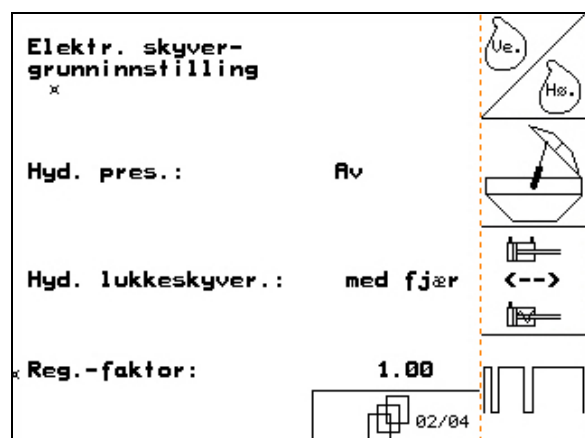 Elektr. skyver-
grunninnstilling
Ve.
Hø.
Hyd. pres.: Av
Hyd. lukkeskyver.: med fjær
<-->
Reg.-faktor: 1.00
02/04